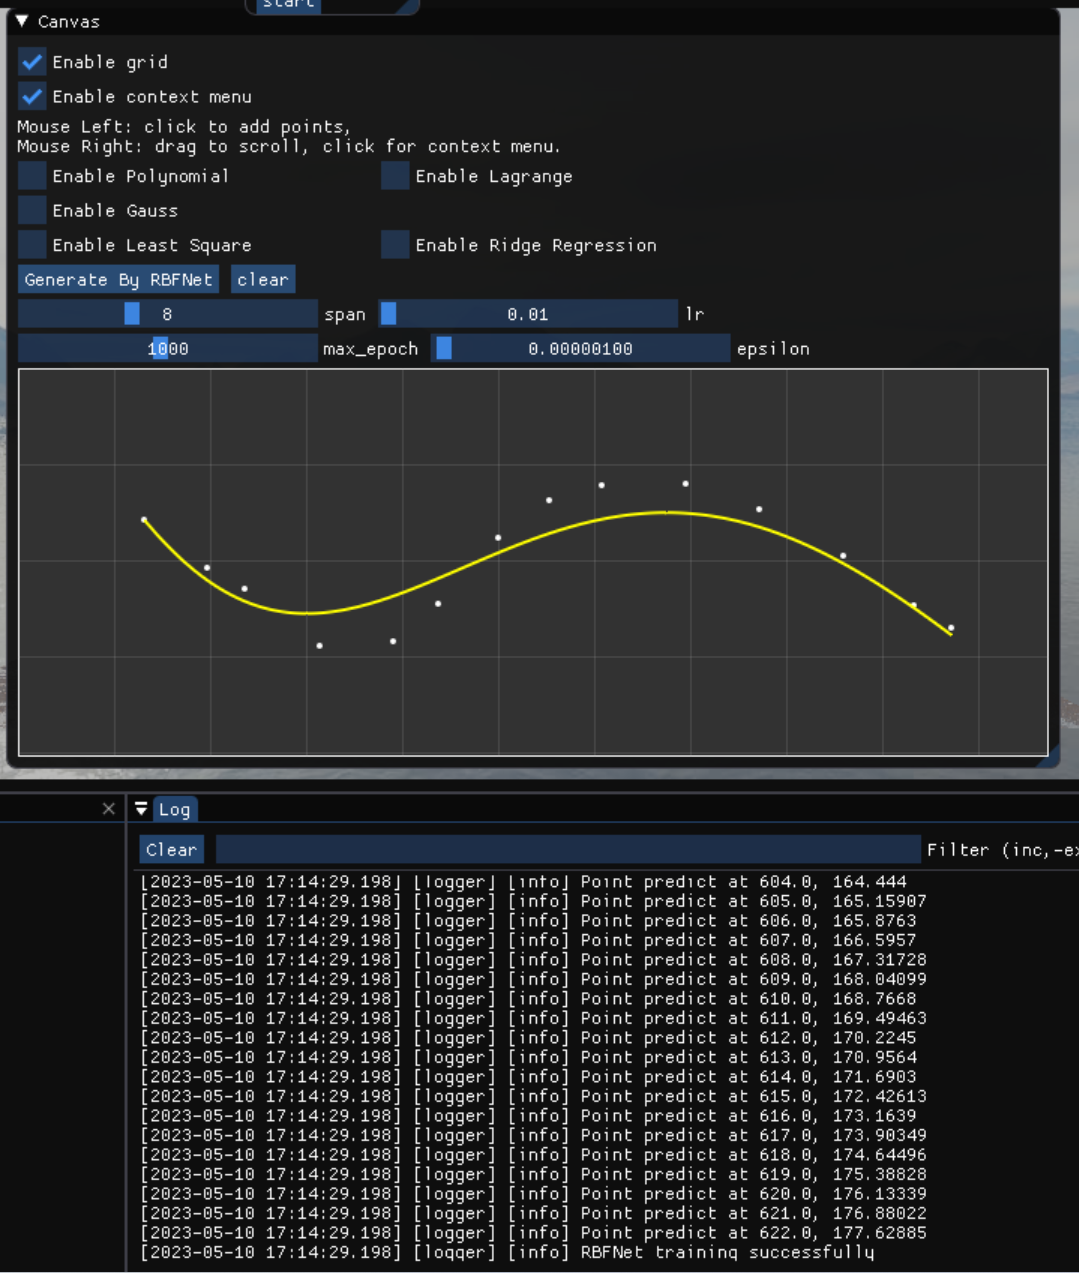 Start
Canvas
Enable grid
Enable context menu
Mouse Left: click to add points,
Mouse Right: drag to scroll, click for context menu.
Enable Polynomial Enable Lagrange
Enable Gauss
Enable Least Square Enable Ridge Regression
Generate By RBFNet clear
8 span 0.01 lr
1000 max_epoch 0.00000100 epsilon
Log
Clear Filter (inc,-ex
[2023-05-10 17:14:29.198] [logger] [info] Point predict at 604.0, 164.444
[2023-05-10 17:14:29.198] [logger] [info] Point predict at 605.0, 165.15907
[2023-05-10 17:14:29.198] [logger] [info] Point predict at 606.0, 165.8763
[2023-05-10 17:14:29.198] [logger] [info] Point predict at 607.0, 166.5957
[2023-05-10 17:14:29.198] [logger] [info] Point predict at 608.0, 167.31728
[2023-05-10 17:14:29.198] [logger] [info] Point predict at 609.0, 168.04099
[2023-05-10 17:14:29.198] [logger] [info] Point predict at 610.0, 168.7668
[2023-05-10 17:14:29.198] [logger] [info] Point predict at 611.0, 169.49463
[2023-05-10 17:14:29.198] [logger] [info] Point predict at 612.0, 170.2245
[2023-05-10 17:14:29.198] [logger] [info] Point predict at 613.0, 170.9564
[2023-05-10 17:14:29.198] [logger] [info] Point predict at 614.0, 171.6903
[2023-05-10 17:14:29.198] [logger] [info] Point predict at 615.0, 172.42613
[2023-05-10 17:14:29.198] [logger] [info] Point predict at 616.0, 173.1639
[2023-05-10 17:14:29.198] [logger] [info] Point predict at 617.0, 173.90349
[2023-05-10 17:14:29.198] [logger] [info] Point predict at 618.0, 174.64496
[2023-05-10 17:14:29.198] [logger] [info] Point predict at 619.0, 175.38828
[2023-05-10 17:14:29.198] [logger] [info] Point predict at 620.0, 176.13339
[2023-05-10 17:14:29.198] [logger] [info] Point predict at 621.0, 176.88022
[2023-05-10 17:14:29.198] [logger] [info] Point predict at 622.0, 177.62885
[2023-05-10 17:14:29.198] [logger] [info] RBFNet training successfully